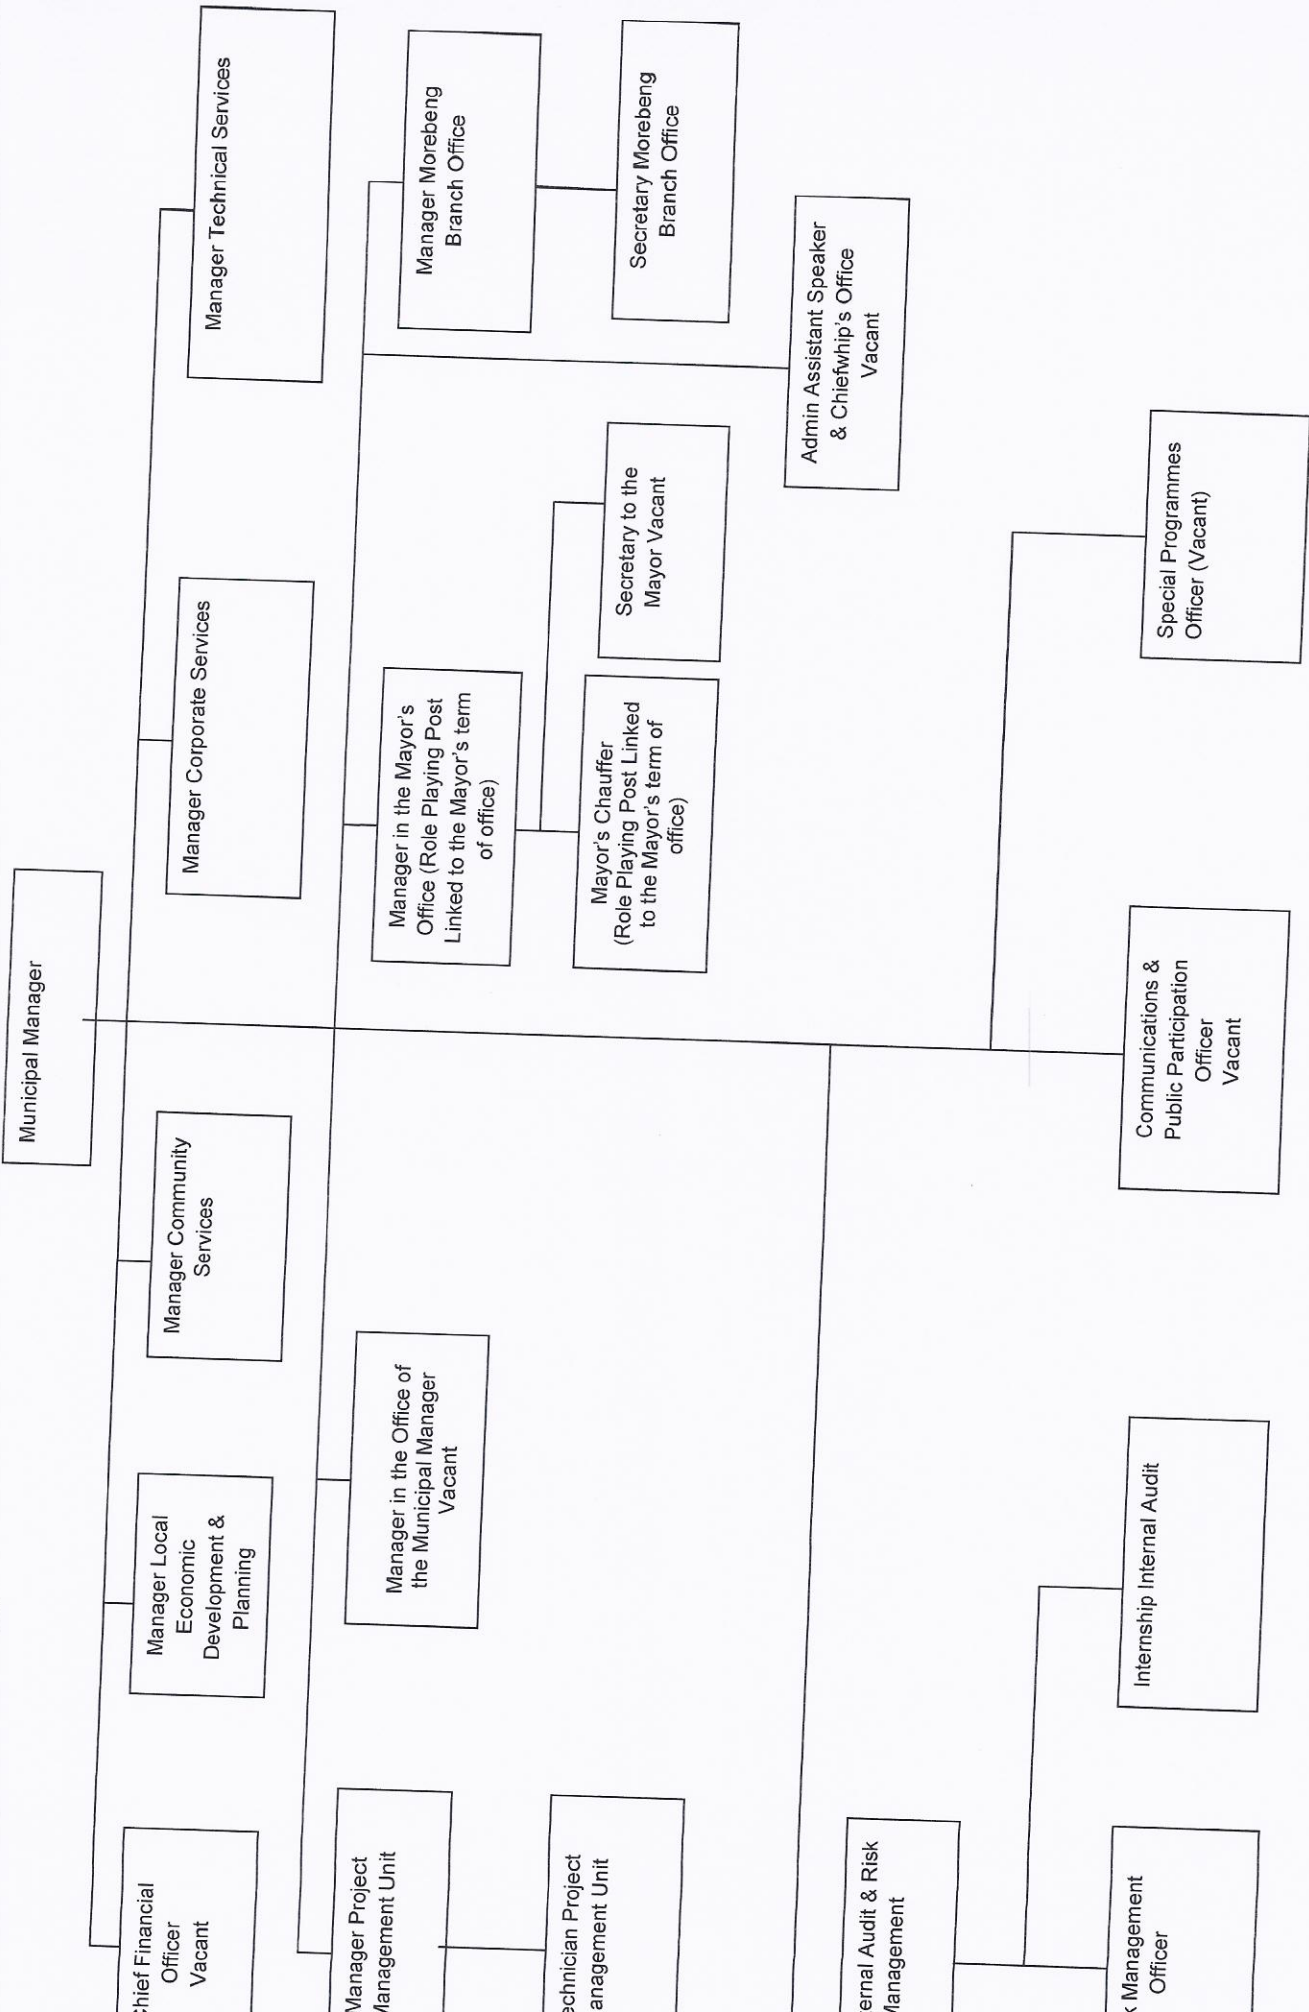 Municipal Manager
Chief Financial
Officer
Vacant
Manager Local
Economic
Development &
Planning
Manager Community
Services
Manager Corporate Services
Manager Technical Services
Manager Project
Management Unit
Manager in the Office of
the Municipal Manager
Vacant
Manager in the Mayor's
Office (Role Playing Post
Linked to the Mayor's term
of office)
Manager Morebeng
Branch Office
echnician Project
anagement Unit
Mayor's Chauffer
(Role Playing Post Linked
to the Mayor's term of
office)
Secretary to the
Mayor Vacant
Secretary Morebeng
Branch Office
Admin Assistant Speaker
& Chiefwhip's Office
Vacant
ernal Audit & Risk
Management
k Management
Officer
Internship Internal Audit
Communications &
Public Participation
Officer
Vacant
Special Programmes
Officer (Vacant)